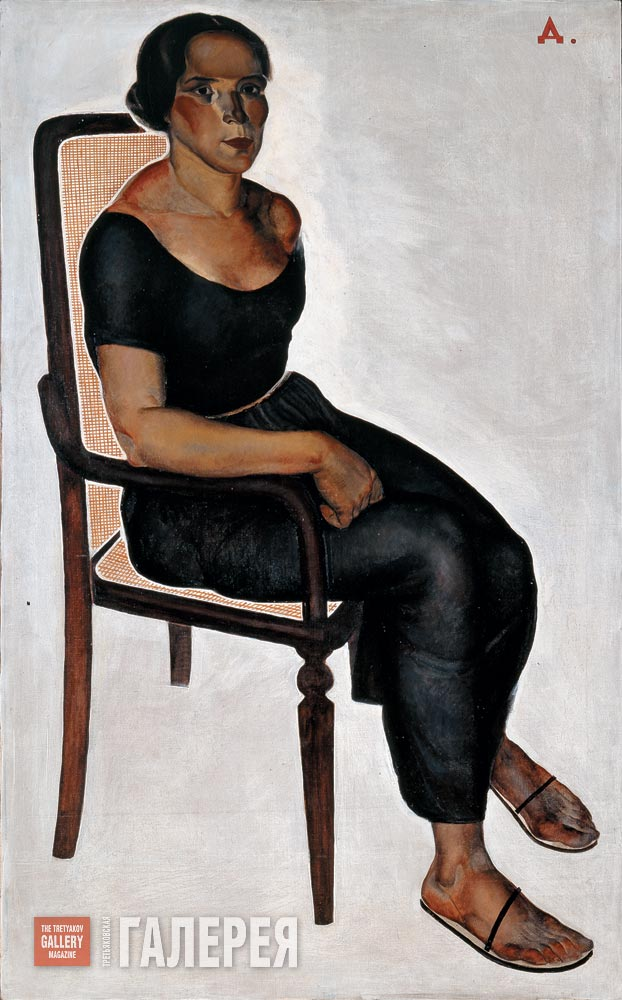 Д.
THE TRETYAKOV
GALLERY
MAGAZINE
ТРЕТЬЯКОВСКАЯ
ГАЛЕРЕЯ